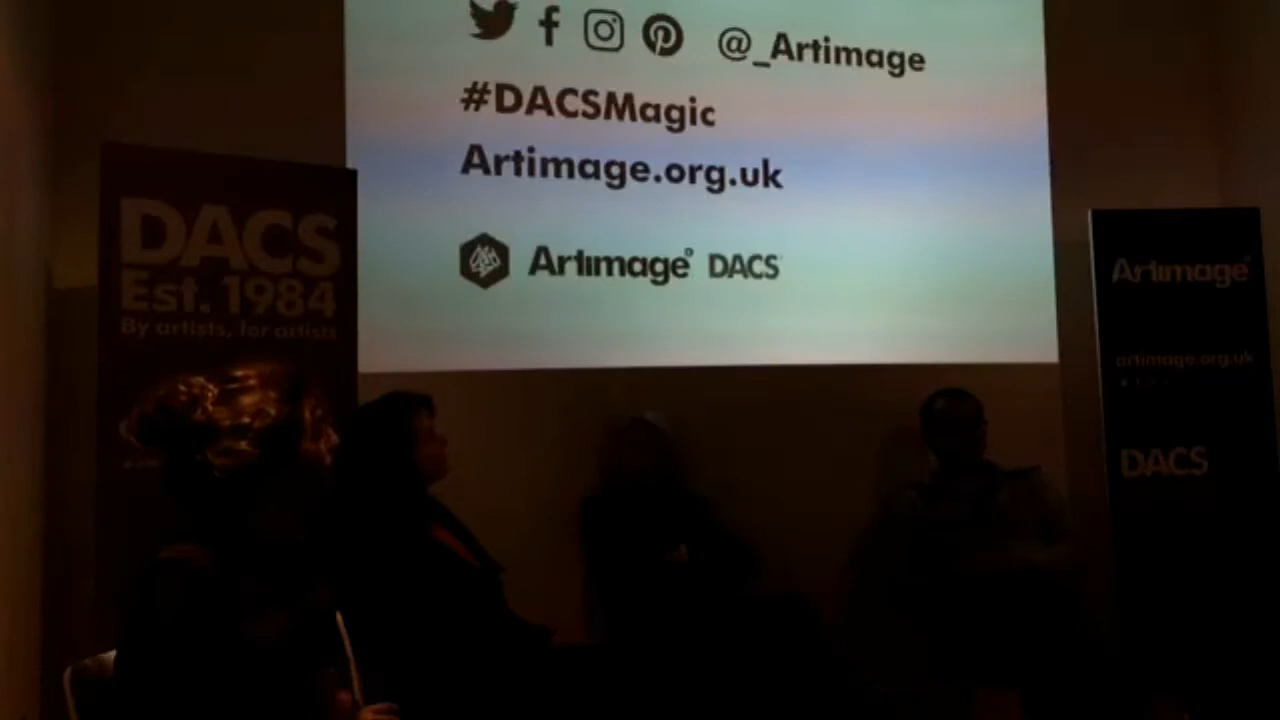 @_Artimage
#DACSMagic
Artimage.org.uk
Artimage DACS
DACS
Est. 1984
By artists, for artists
Artimage
artimage.org.uk
DACS